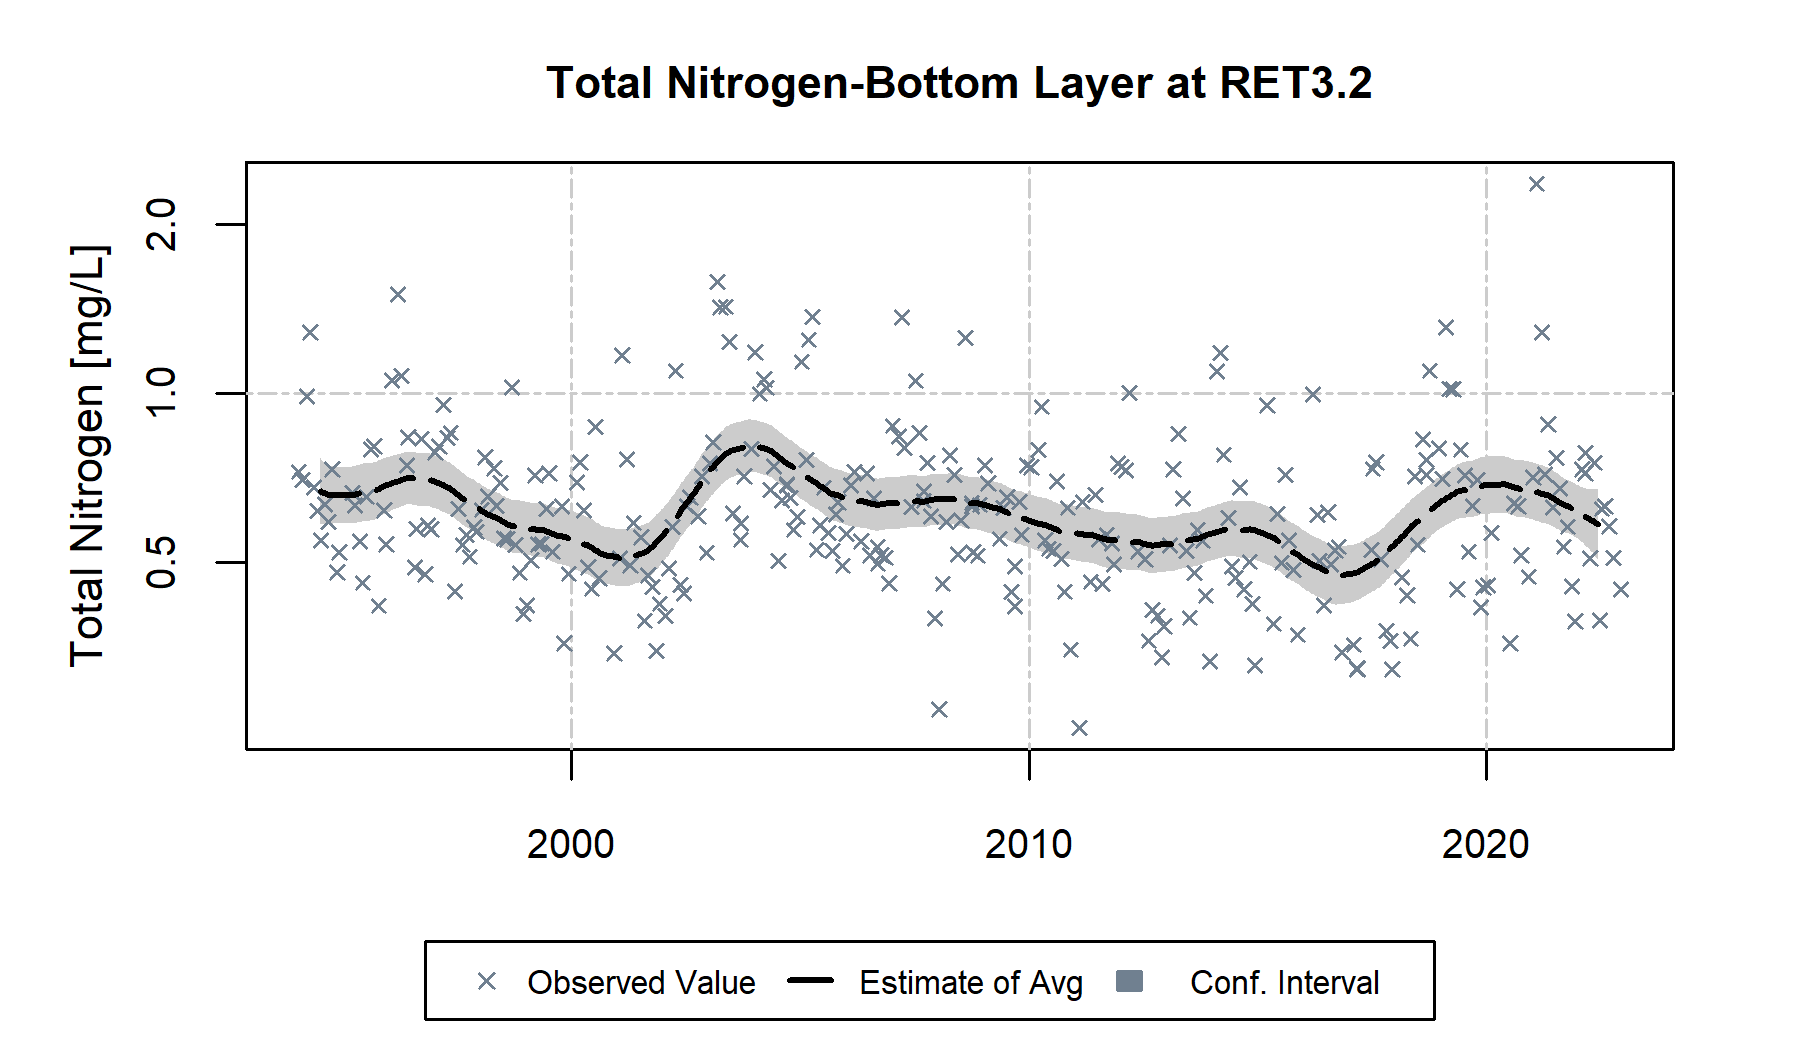 Total Nitrogen-Bottom Layer at RET3.2
Total Nitrogen [mg/L]
2.0
1.0
0.5
2000
2010
2020
Observed Value
Estimate of Avg
Conf. Interval